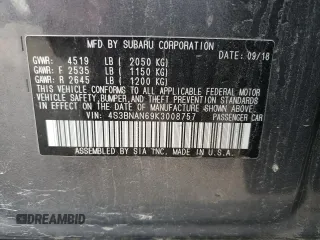 MFD BY SUBARU CORPORATION
GVWR: 4519 LB ( 2050 KG) DATE: 09/18
GAWR: F 2535 LB ( 1150 KG)
GAWR: R 2645 LB ( 1200 KG)
THIS VEHICLE CONFORMS TO ALL APPLICABLE FEDERAL MOTOR VEHICLE
SAFETY,BUMPER,AND THEFT PREVENTION STANDARDS IN EFFECT ON THE
DATE OF MANUFACTURE SHOWN ABOVE.
VIN: 4S3BNAN69K3008757 PASSENGER CAR
ASSEMBLED BY SIA INC. MADE IN U.S.A.
DREAMBID